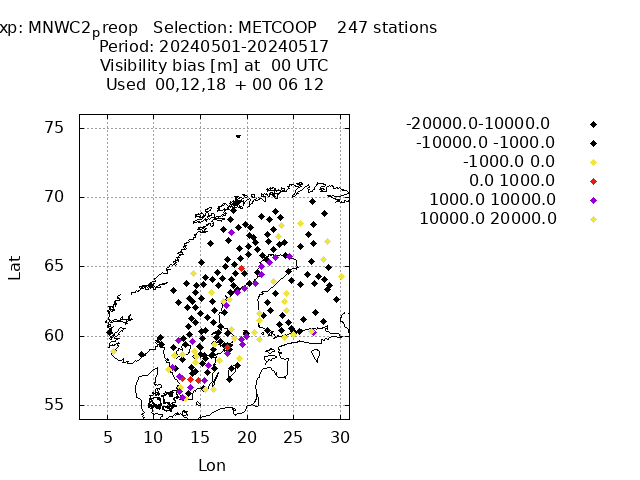 xp: MNWC2preop Selection: METCOOP 247 stations
Period: 20240501-20240517
Visibility bias [m] at 00 UTC
Used 00,12,18 + 00 06 12
-20000.0-10000.0
-10000.0 -1000.0
-1000.0 0.0
0.0 1000.0
1000.0 10000.0
10000.0 20000.0
75
70
65
60
55
Lat
5 10 15 20 25 30
Lon